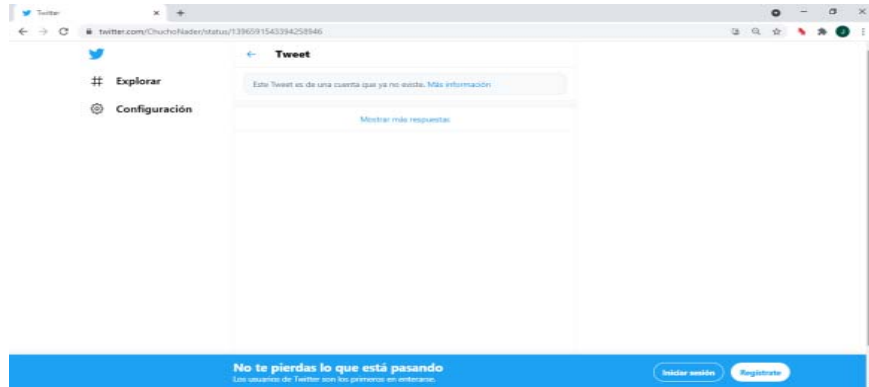 Twitter
twitter.com/ChuchoNader/status/1396591543394258946
Tweet
Explorar
Este Tweet es de una cuenta que ya no existe. Más información
Configuración
Mostrar más respuestas
No te pierdas lo que está pasando
Los usuarios de Twitter son los primeros en enterarse.
Iniciar sesión
Regístrate